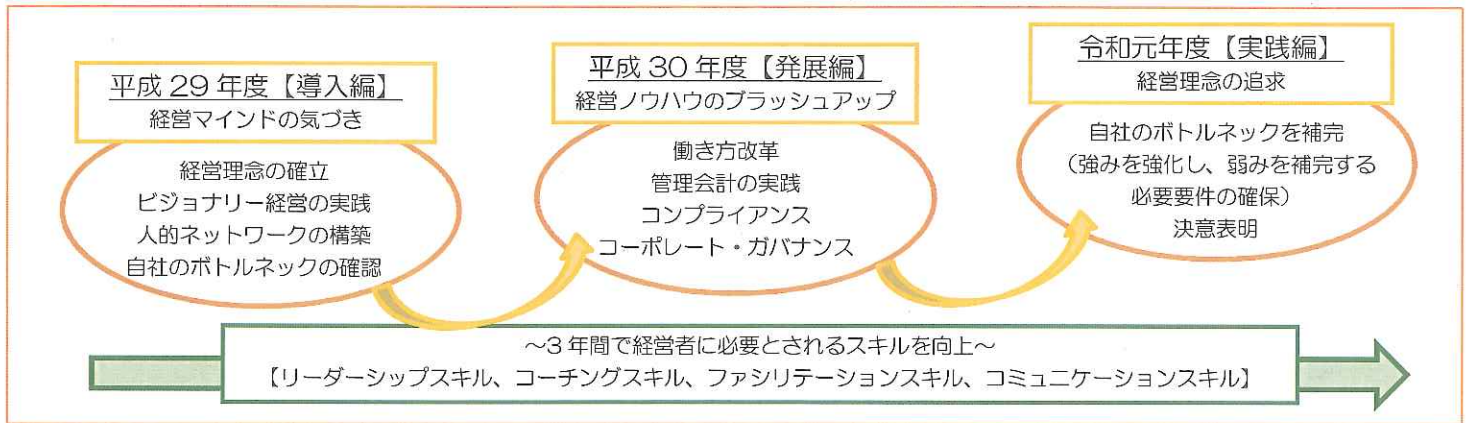 平成 29 年度【導入編】
経営マインドの気づき
経営理念の確立
ビジョナリー経営の実践
人的ネットワークの構築
自社のボトルネックの確認
平成 30 年度【発展編】
経営ノウハウのブラッシュアップ
働き方改革
管理会計の実践
コンプライアンス
コーポレート・ガバナンス
令和元年度【実践編】
経営理念の追求
自社のボトルネックを補完
（強みを強化し、弱みを補完する
必要要件の確保）
決意表明
～3 年間で経営者に必要とされるスキルを向上～
【リーダーシップスキル、コーチングスキル、ファシリテーションスキル、コミュニケーションスキル】